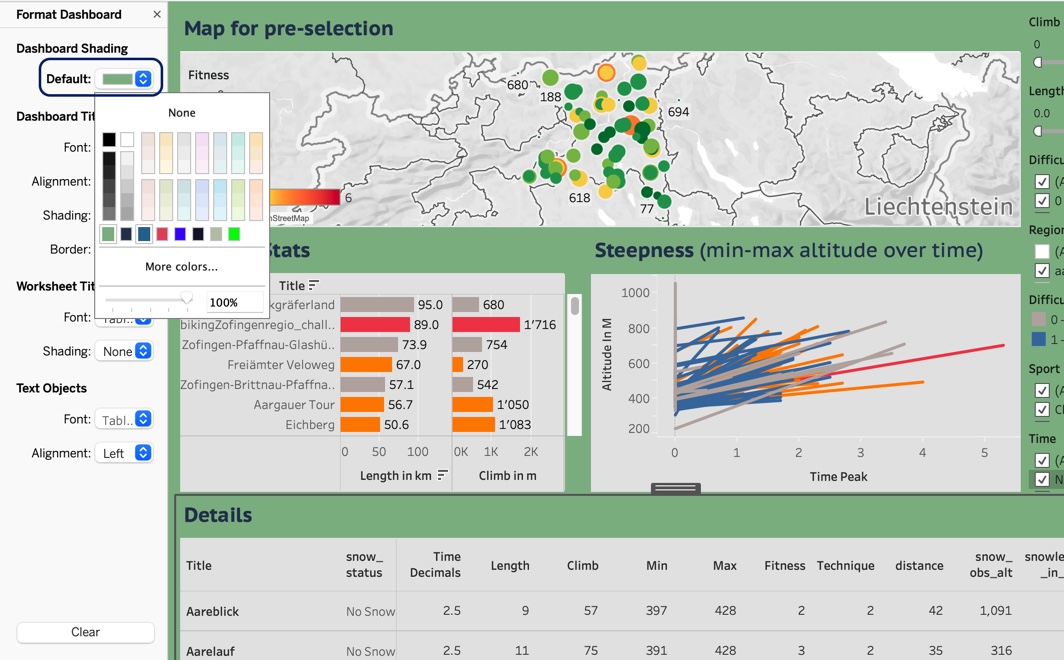 Format Dashboard ×
Dashboard Shading
Default:
None
Dashboard Tit
Font:
Alignment:
Shading:
Border:
More colors...
100%
Worksheet Tit
Font:
Shading: None
Text Objects
Font: Tabl..
Alignment: Left
Clear
Map for pre-selection
Fitness
6
nStreetMap
680
188
694
618
77
Liechtenstein
Stats
Title
kgräferland 95.0 680
bikingZofingenregio_chall.. 89.0 1'716
Zofingen-Pfaffnau-Glashü.. 73.9 754
Freiämter Veloweg 67.0 270
Zofingen-Brittnau-Pfaffna.. 57.1 542
Aargauer Tour 56.7 1'050
Eichberg 50.6 1'083
0 50 100 0K 1K 2K
Length in km Climb in m
Steepness (min-max altitude over time)
Altitude In M
1000
800
600
400
200
0 1 2 3 4 5
Time Peak
Climb
0
Length
0.0
Difficu
(A
0
Region
(A
aa
Difficu
0 -
1 -
Sport
(A
Cl
Time
(A
N
Details
Title snow_ status Time Decimals Length Climb Min Max Fitness Technique distance snow_ obs_alt snowle _in_
Aareblick No Snow 2.5 9 57 397 428 2 2 42 1,091
Aarelauf No Snow 2.5 11 75 391 428 3 2 35 316